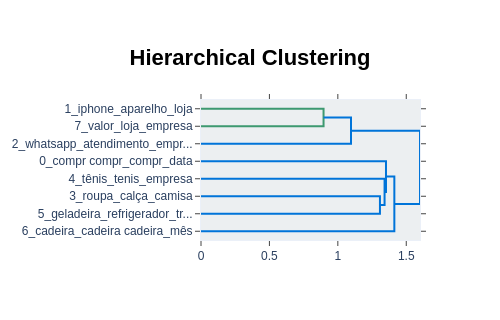 Hierarchical Clustering
1_iphone_aparelho_loja
7_valor_loja_empresa
2_whatsapp_atendimento_empr...
0_compr compr_compr_data
4_tênis_tenis_empresa
3_roupa_calça_camisa
5_geladeira_refrigerador_tr...
6_cadeira_cadeira cadeira_mês
0 0.5 1 1.5